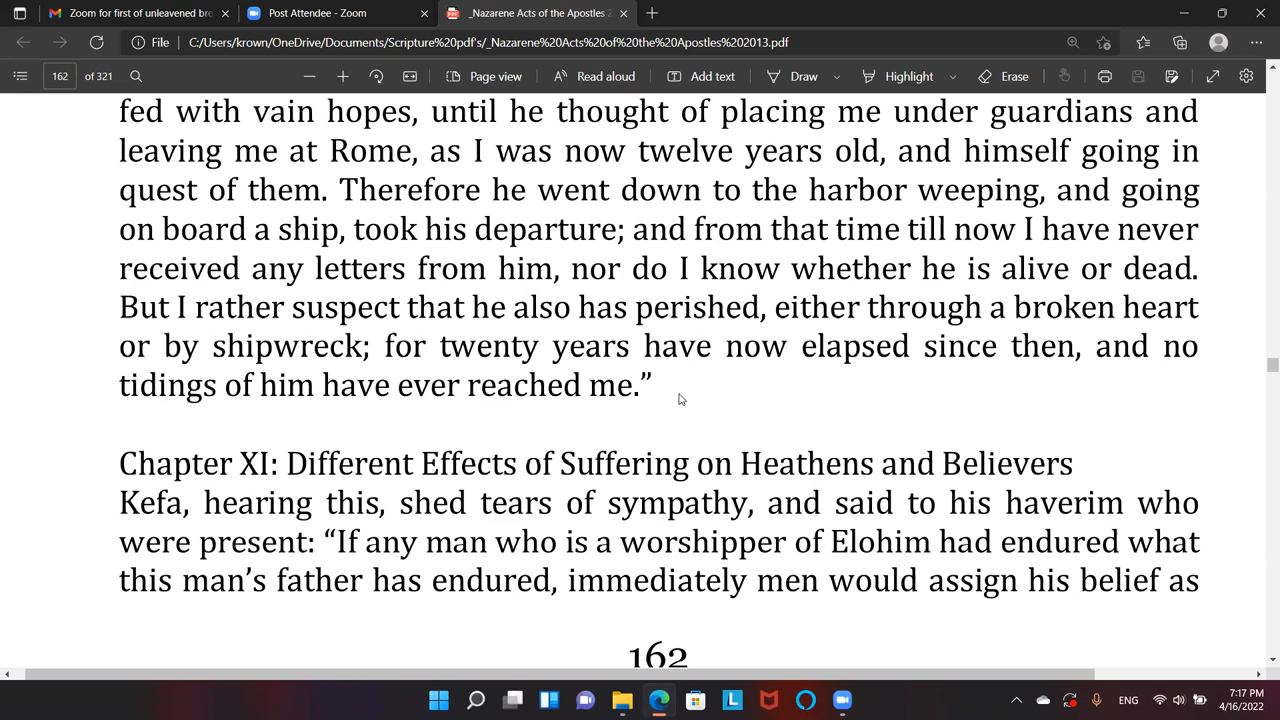 Zoom for first of unleavened bre
Post Attendee - Zoom
_Nazarene Acts of the Apostles 2
File
C:/Users/krown/OneDrive/Documents/Scripture%20pdf's/_Nazarene%20Acts%20of%20the%20Apostles%202013.pdf
162 of 321
Page view
Read aloud
Add text
Draw
Highlight
Erase
fed with vain hopes, until he thought of placing me under guardians and
leaving me at Rome, as I was now twelve years old, and himself going in
quest of them. Therefore he went down to the harbor weeping, and going
on board a ship, took his departure; and from that time till now I have never
received any letters from him, nor do I know whether he is alive or dead.
But I rather suspect that he also has perished, either through a broken heart
or by shipwreck; for twenty years have now elapsed since then, and no
tidings of him have ever reached me.”
Chapter XI: Different Effects of Suffering on Heathens and Believers
Kefa, hearing this, shed tears of sympathy, and said to his haverim who
were present: “If any man who is a worshipper of Elohim had endured what
this man’s father has endured, immediately men would assign his belief as
162
ENG
7:17 PM
4/16/2022